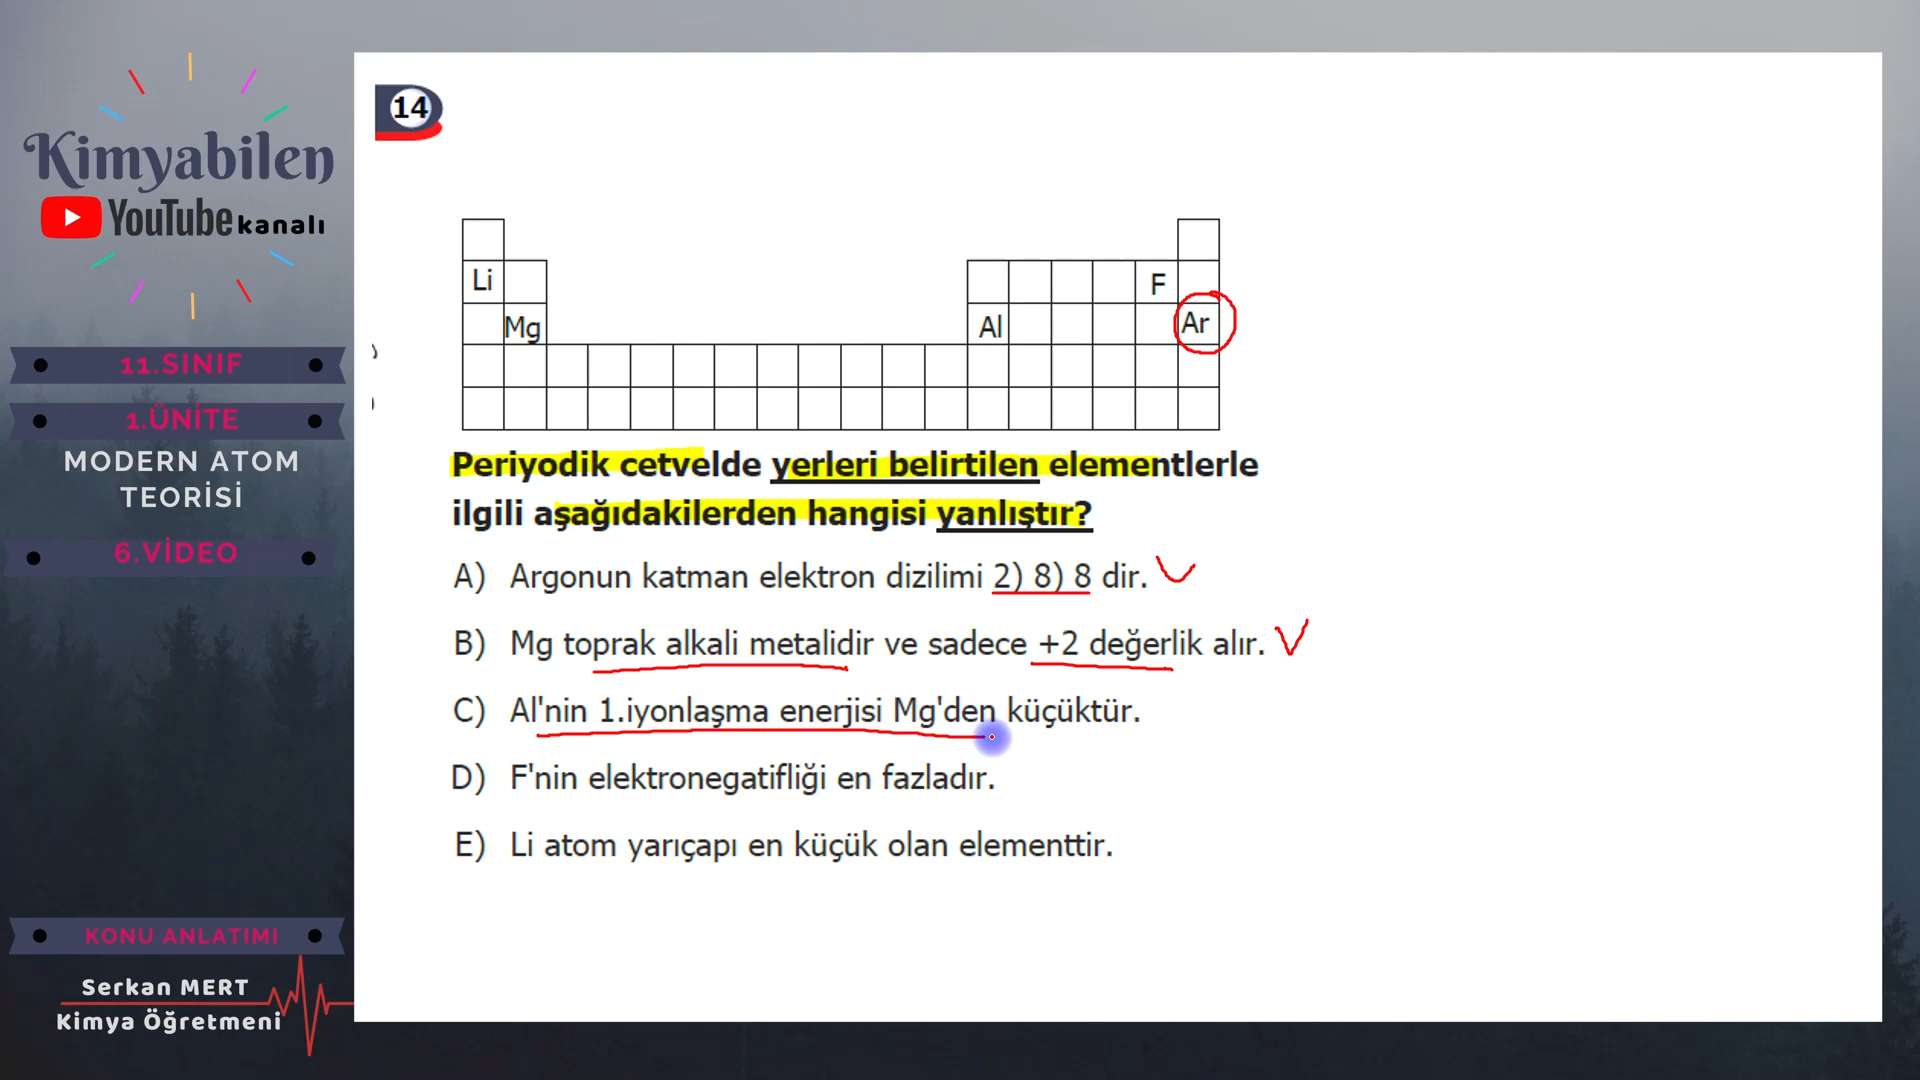 Kimyabilen
YouTube kanalı
11.SINIF
1.ÜNİTE
MODERN ATOM
TEORİSİ
6.VİDEO
KONU ANLATIMI
Serkan MERT
Kimya Öğretmeni
14
Li
F
Mg
Al
Ar
Periyodik cetvelde yerleri belirtilen elementlerle
ilgili aşağıdakilerden hangisi yanlıştır?
A) Argonun katman elektron dizilimi 2) 8) 8 dir.
B) Mg toprak alkali metalidir ve sadece +2 değerlik alır.
C) Al'nin 1.iyonlaşma enerjisi Mg'den küçüktür.
D) F'nin elektronegatifliği en fazladır.
E) Li atom yarıçapı en küçük olan elementtir.